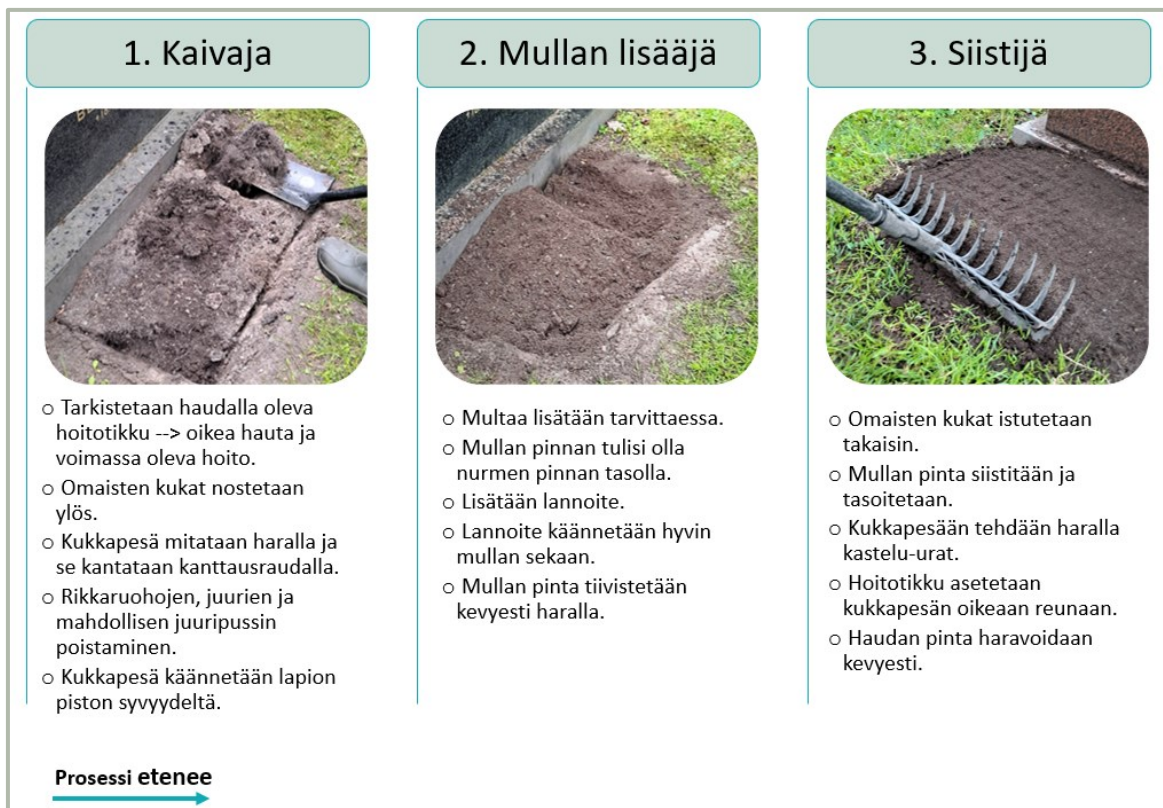 1. Kaivaja
○ Tarkistetaan haudalla oleva
hoitotikku --> oikea hauta ja
voimassa oleva hoito.
○ Omaisten kukat nostetaan
ylös.
○ Kukkapesä mitataan haralla ja
se kantataan kanttausraudalla.
○ Rikkaruohojen, juurien ja
mahdollisen juuripussin
poistaminen.
○ Kukkapesä käännetään lapion
piston syvyydeltä.
2. Mullan lisääjä
○ Multaa lisätään tarvittaessa.
○ Mullan pinnan tulisi olla
nurmen pinnan tasolla.
○ Lisätään lannoite.
○ Lannoite käännetään hyvin
mullan sekaan.
○ Mullan pinta tiivistetään
kevyesti haralla.
3. Siistijä
○ Omaisten kukat istutetaan
takaisin.
○ Mullan pinta siistitään ja
tasoitetaan.
○ Kukkapesään tehdään haralla
kastelu-urat.
○ Hoitotikku asetetaan
kukkapesän oikeaan reunaan.
○ Haudan pinta haravoidaan
kevyesti.
Prosessi etenee